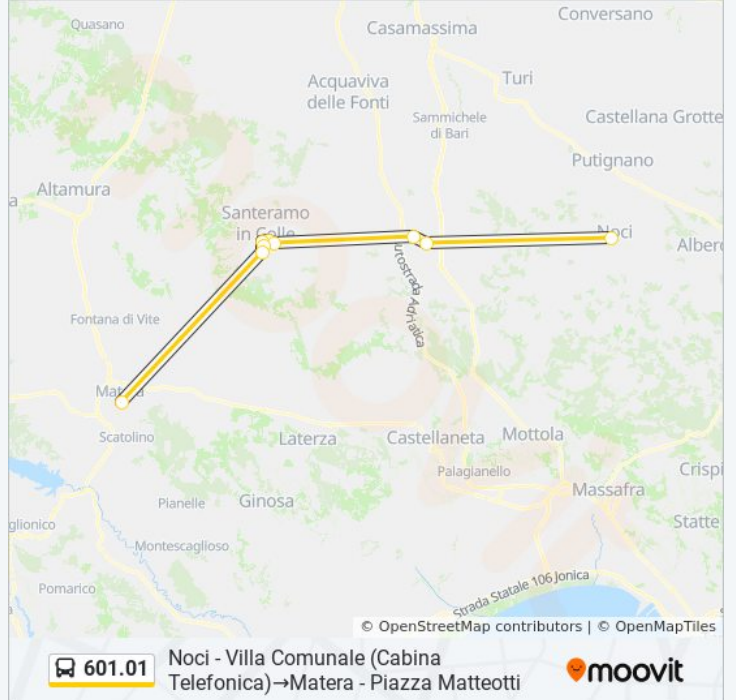 Conversano
Quasano
Casamassima
Turi
Acquaviva
delle Fonti
Sammichele
di Bari
Castellana Grotte
Putignano
a
Altamura
Santeramo
in Colle
Noci
Alber
utostrada Adriatica
Fontana di Vite
Matera
Scatolino
Laterza
Castellaneta
Mottola
Palagianello
Crispi
Massafra
Pianelle
Ginosa
glionico
Statte
Montescaglioso
Pomarico
Strada Statale 106 Jonica
© OpenStreetMap contributors | © OpenMapTiles
601.01
Noci - Villa Comunale (Cabina
Telefonica)→Matera - Piazza Matteotti
moovit